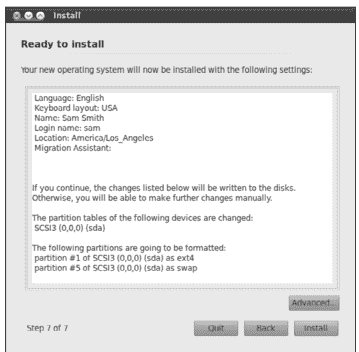 Install
Ready to install
Your new operating system will now be installed with the following settings:
Language: English
Keyboard layout: USA
Name: Sam Smith
Login name: sam
Location: America/Los_Angeles
Migration Assistant:
If you continue, the changes listed below will be written to the disks.
Otherwise, you will be able to make further changes manually.
The partition tables of the following devices are changed:
SCSI3 (0,0,0) (sda)
The following partitions are going to be formatted:
partition #1 of SCSI3 (0,0,0) (sda) as ext4
partition #5 of SCSI3 (0,0,0) (sda) as swap
Advanced...
Step 7 of 7
Quit
Back
Install